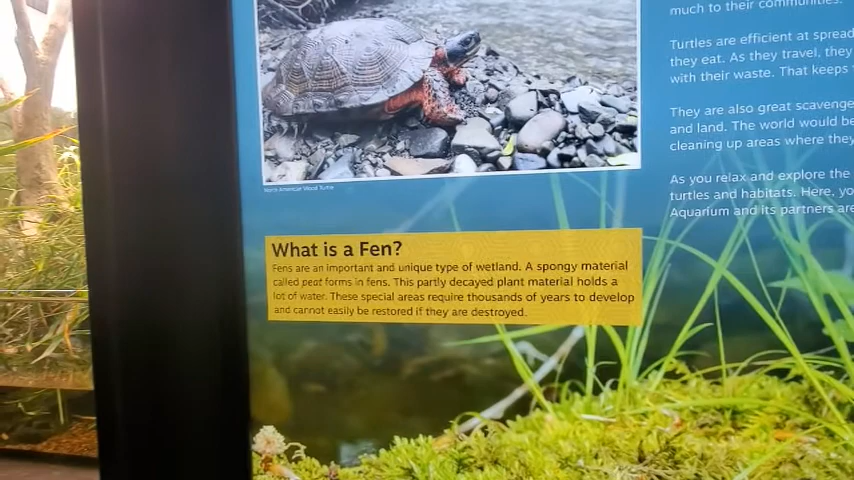 North American Wood Turtle
What is a Fen?
Fens are an important and unique type of wetland. A spongy material
called peat forms in fens. This partly decayed plant material holds a
lot of water. These special areas require thousands of years to develop
and cannot easily be restored if they are destroyed.
much to their communities.
Turtles are efficient at
they eat. As they travel, they
with their waste. That keeps
They are also great
and land. The world would be
cleaning up areas where they
As you relax and explore the
turtles and habitats. Here,
Aquarium and its partners are